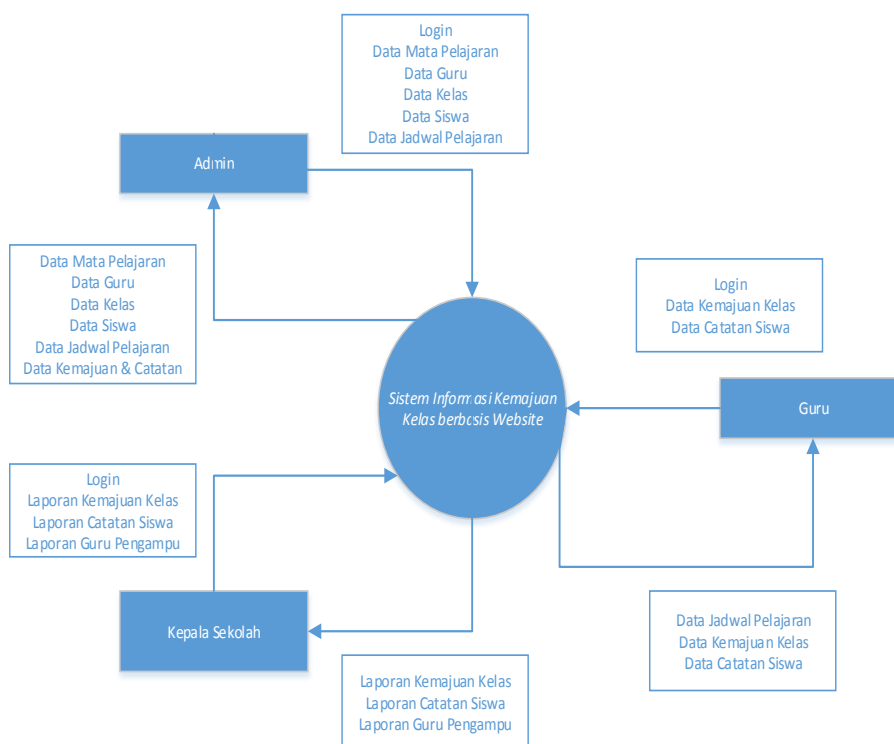 Login
Data Mata Pelajaran
Data Guru
Data Kelas
Data Siswa
Data Jadwal Pelajaran
Admin
Data Mata Pelajaran
Data Guru
Data Kelas
Data Siswa
Data Jadwal Pelajaran
Data Kemajuan & Catatan
Login
Data Kemajuan Kelas
Data Catatan Siswa
Sistem Informasi Kemajuan
Kelas berbasis Website
Guru
Login
Laporan Kemajuan Kelas
Laporan Catatan Siswa
Laporan Guru Pengampu
Kepala Sekolah
Data Jadwal Pelajaran
Data Kemajuan Kelas
Data Catatan Siswa
Laporan Kemajuan Kelas
Laporan Catatan Siswa
Laporan Guru Pengampu